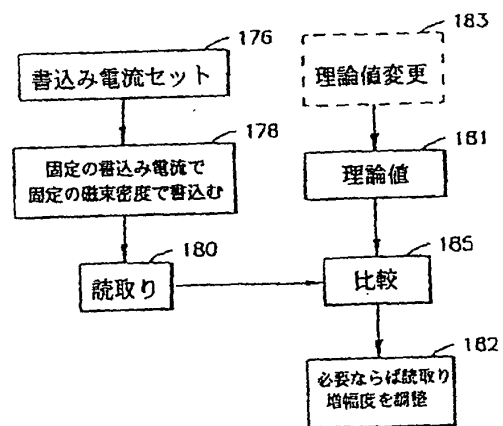 176
書込み電流セット
178
固定の書込み電流で
固定の磁束密度で書込む
180
読取り
183
理論値変更
181
理論値
185
比較
182
必要ならば読取り
増幅度を調整